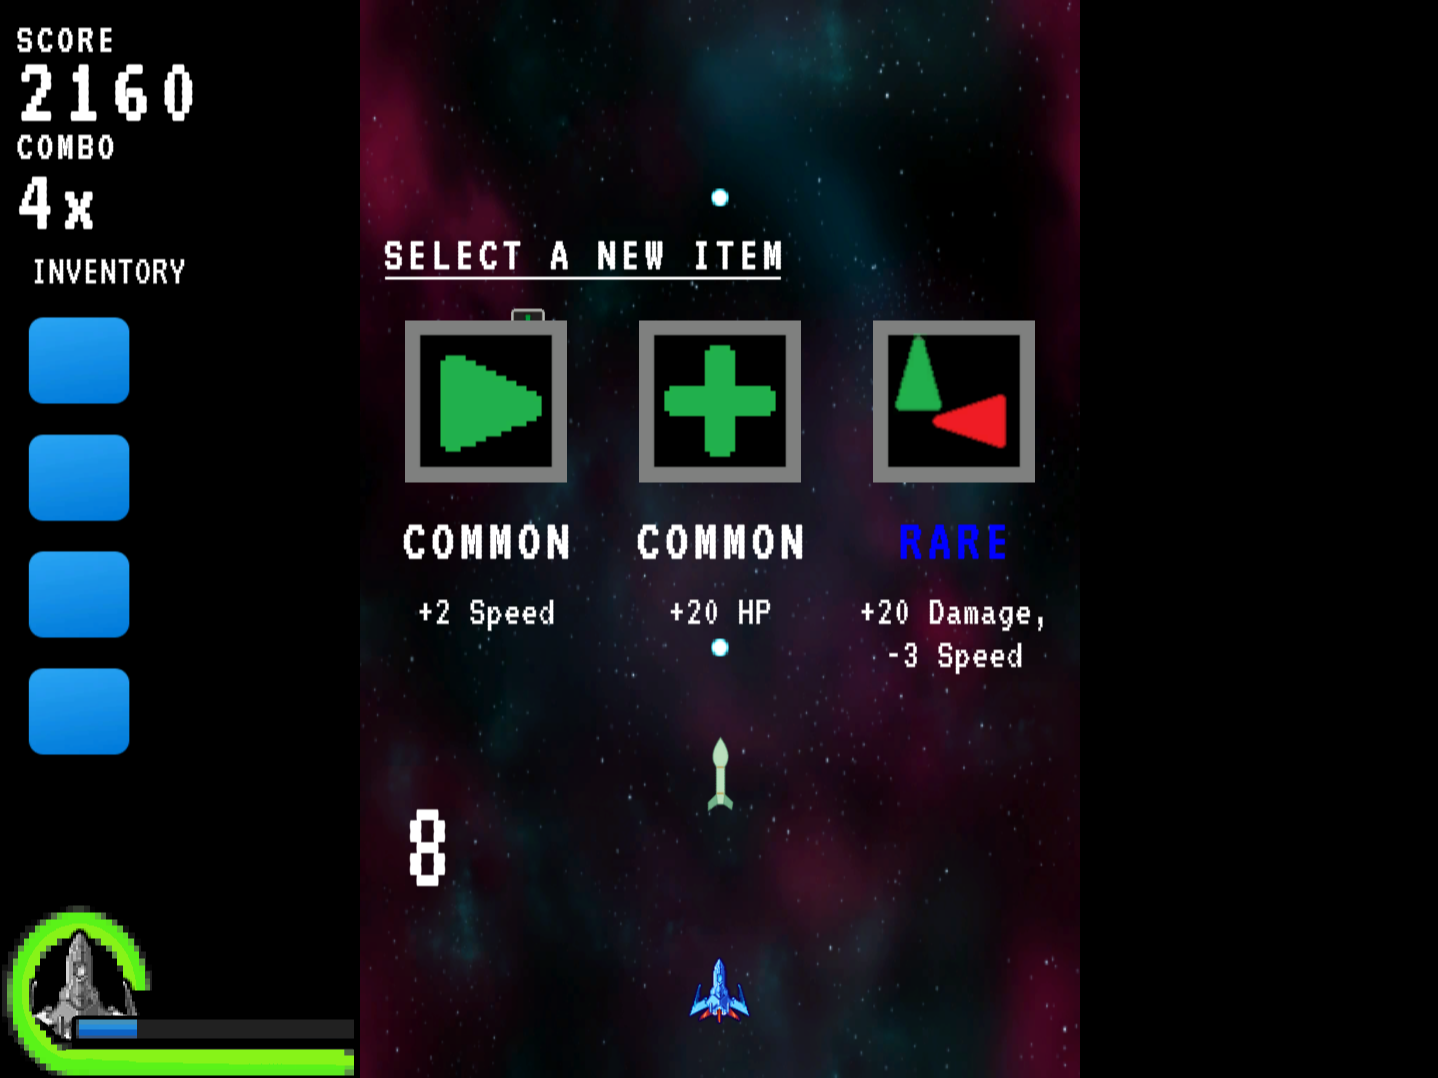 SCORE
2160
COMBO
4x
INVENTORY
SELECT A NEW ITEM
COMMON
+2 Speed
COMMON
+20 HP
RARE
+20 Damage,
-3 Speed
8